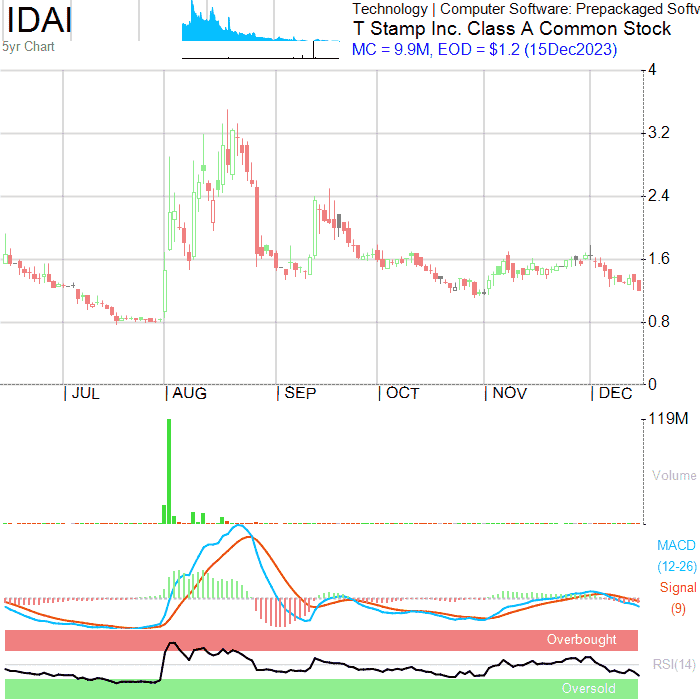 IDAI
5yr Chart
Technology | Computer Software: Prepackaged Softw
T Stamp Inc. Class A Common Stock
MC = 9.9M, EOD = $1.2 (15Dec2023)
4
3.2
2.4
1.6
0.8
0
| JUL | AUG | SEP | OCT | NOV | DEC
119M
Volume
MACD
(12-26)
Signal
(9)
Overbought
RSI(14)
Oversold